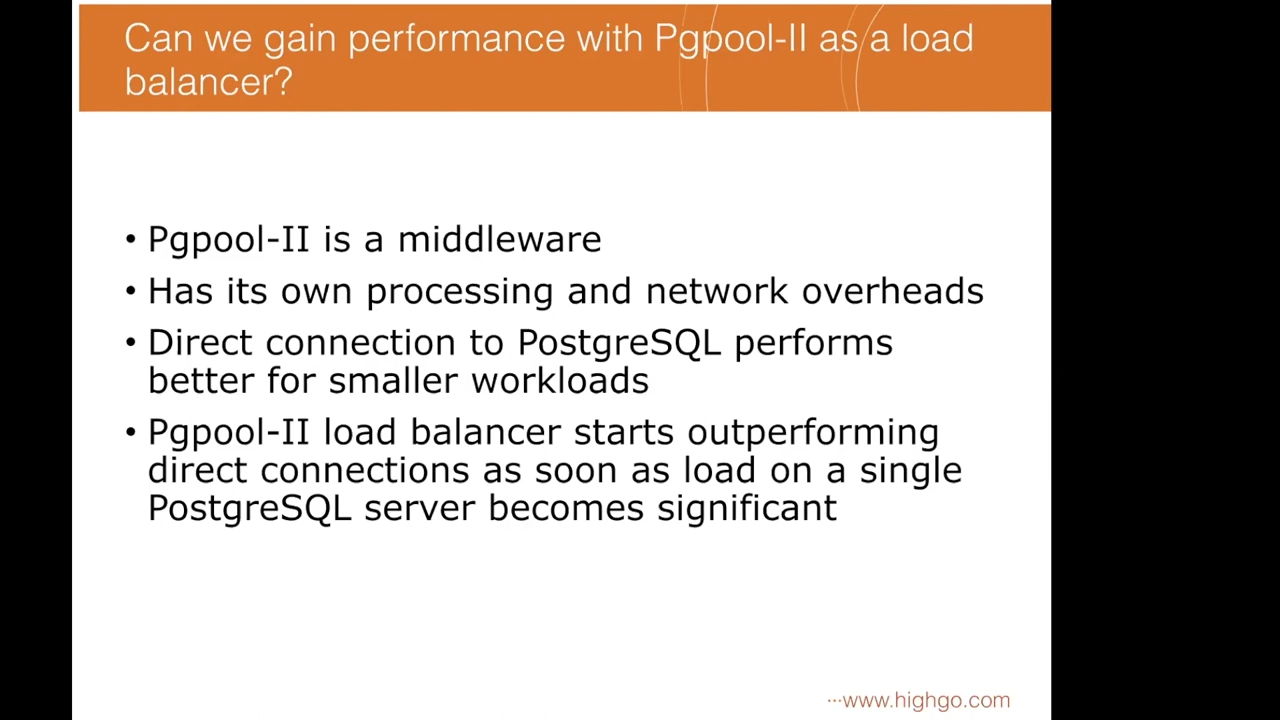 Can we gain performance with Pgpool-II as a load
balancer?
• Pgpool-II is a middleware
• Has its own processing and network overheads
• Direct connection to PostgreSQL performs
better for smaller workloads
• Pgpool-II load balancer starts outperforming
direct connections as soon as load on a single
PostgreSQL server becomes significant
···www.highgo.com